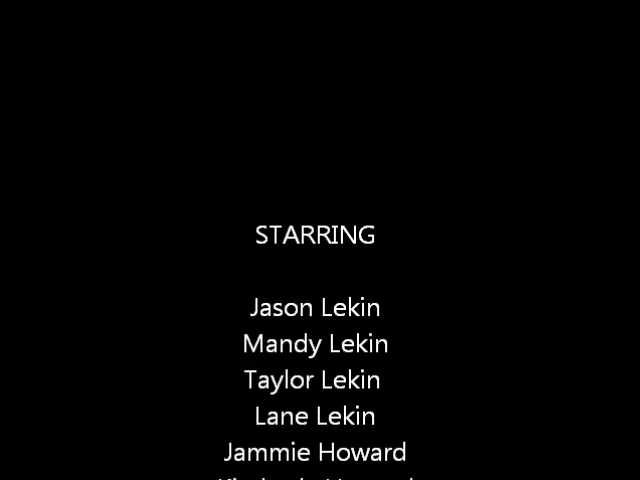 STARRING
Jason Lekin
Mandy Lekin
Taylor Lekin
Lane Lekin
Jammie Howard